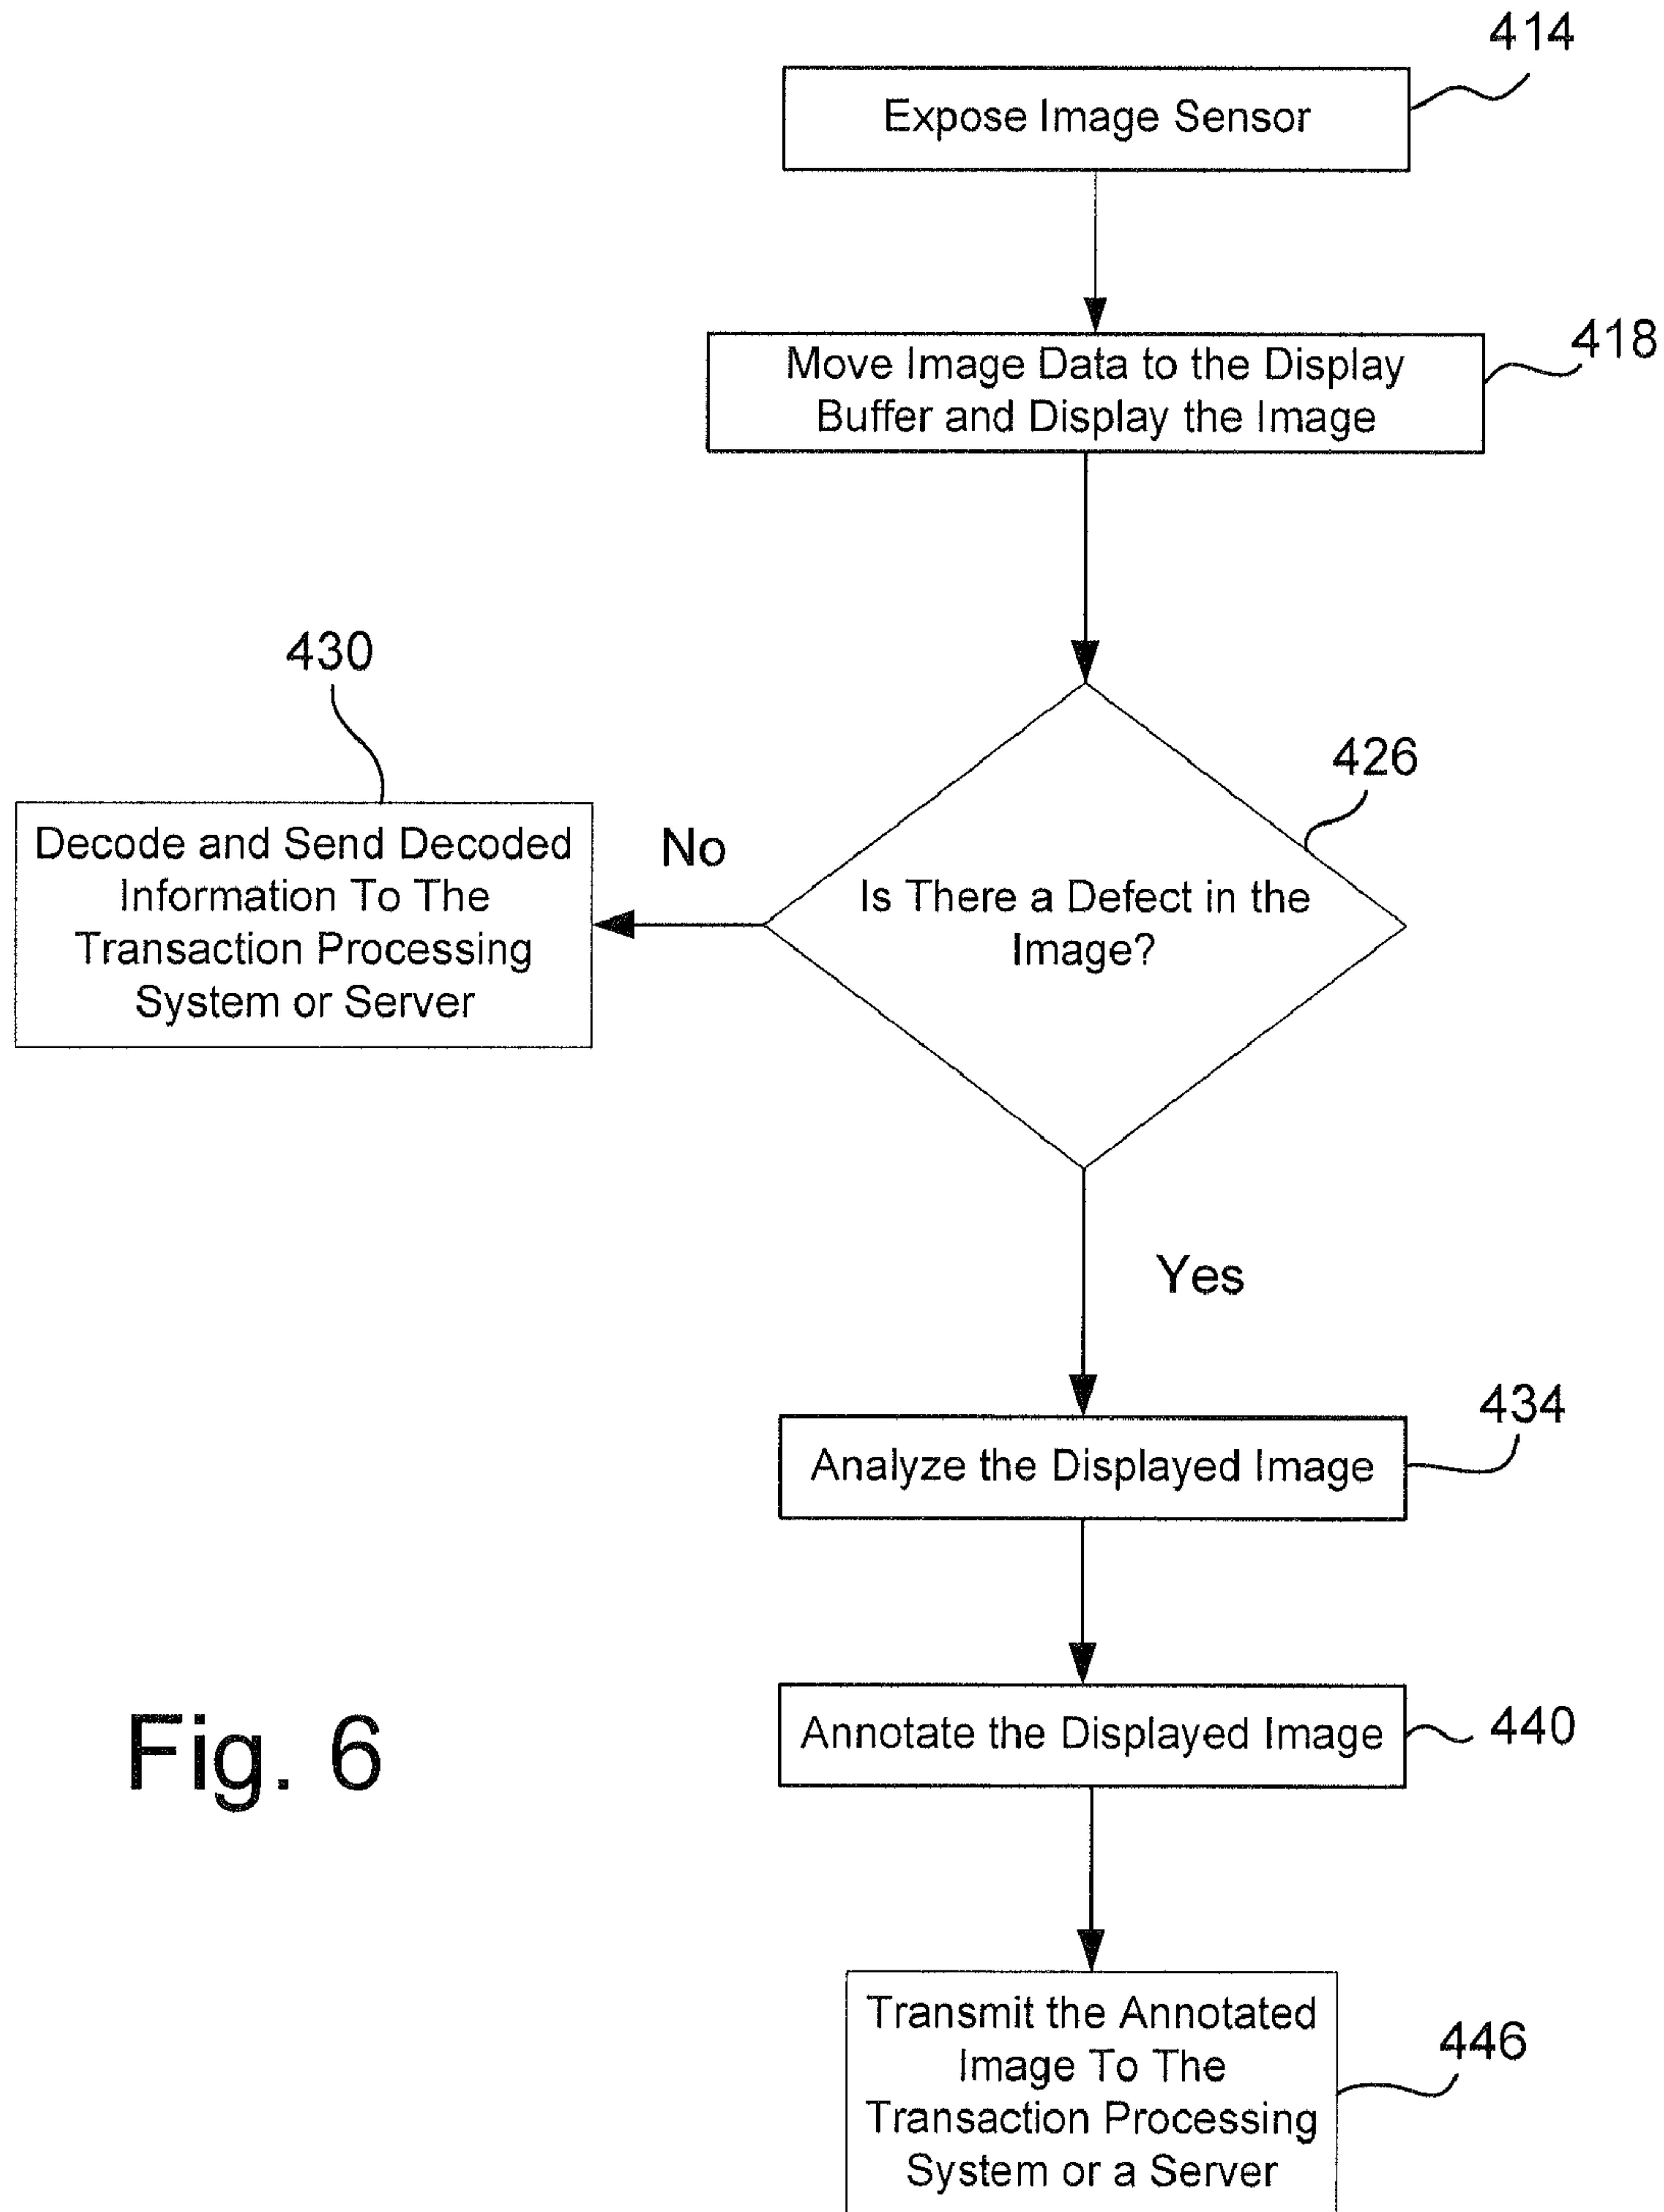 414
Expose Image Sensor
418
Move Image Data to the Display
Buffer and Display the Image
430
426
Decode and Send Decoded
Information To The
Transaction Processing
System or Server
No
Is There a Defect in the
Image?
Yes
434
Analyze the Displayed Image
440
Annotate the Displayed Image
Fig. 6
446
Transmit the Annotated
Image To The
Transaction Processing
System or a Server